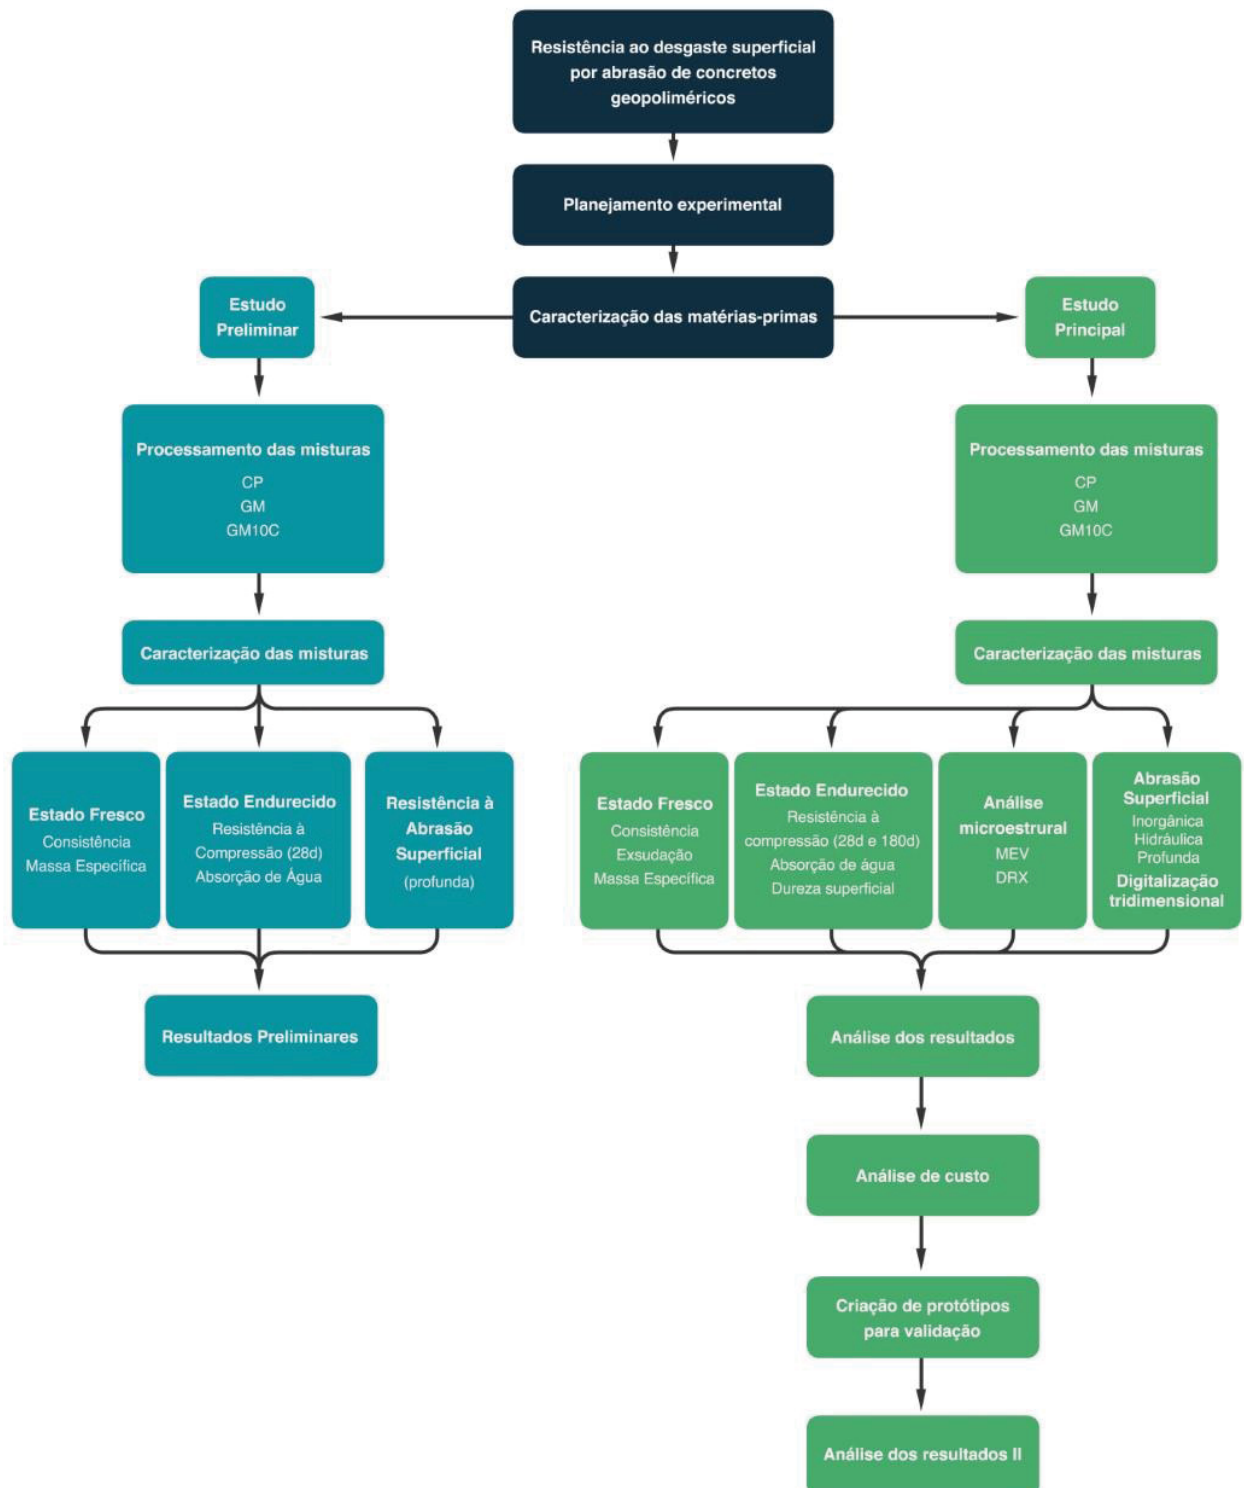 Resistência ao desgaste superficial
por abrasão de concretos
geopoliméricos
Planejamento experimental
Caracterização das matérias-primas
Estudo
Preliminar
Processamento das misturas
CP
GM
GM10C
Caracterização das misturas
Estado Fresco
Consistência
Massa Específica
Estado Endurecido
Resistência à
Compressão (28d)
Absorção de Água
Resistência à
Abrasão
Superficial
(profunda)
Resultados Preliminares
Estudo
Principal
Processamento das misturas
CP
GM
GM10C
Caracterização das misturas
Estado Fresco
Consistência
Exsudação
Massa Específica
Estado Endurecido
Resistência à
compressão (28d e 180d)
Absorção de água
Dureza superficial
Análise
microestrural
MEV
DRX
Abrasão
Superficial
Inorgânica
Hidráulica
Profunda
Digitalização
tridimensional
Análise dos resultados
Análise de custo
Criação de protótipos
para validação
Análise dos resultados II